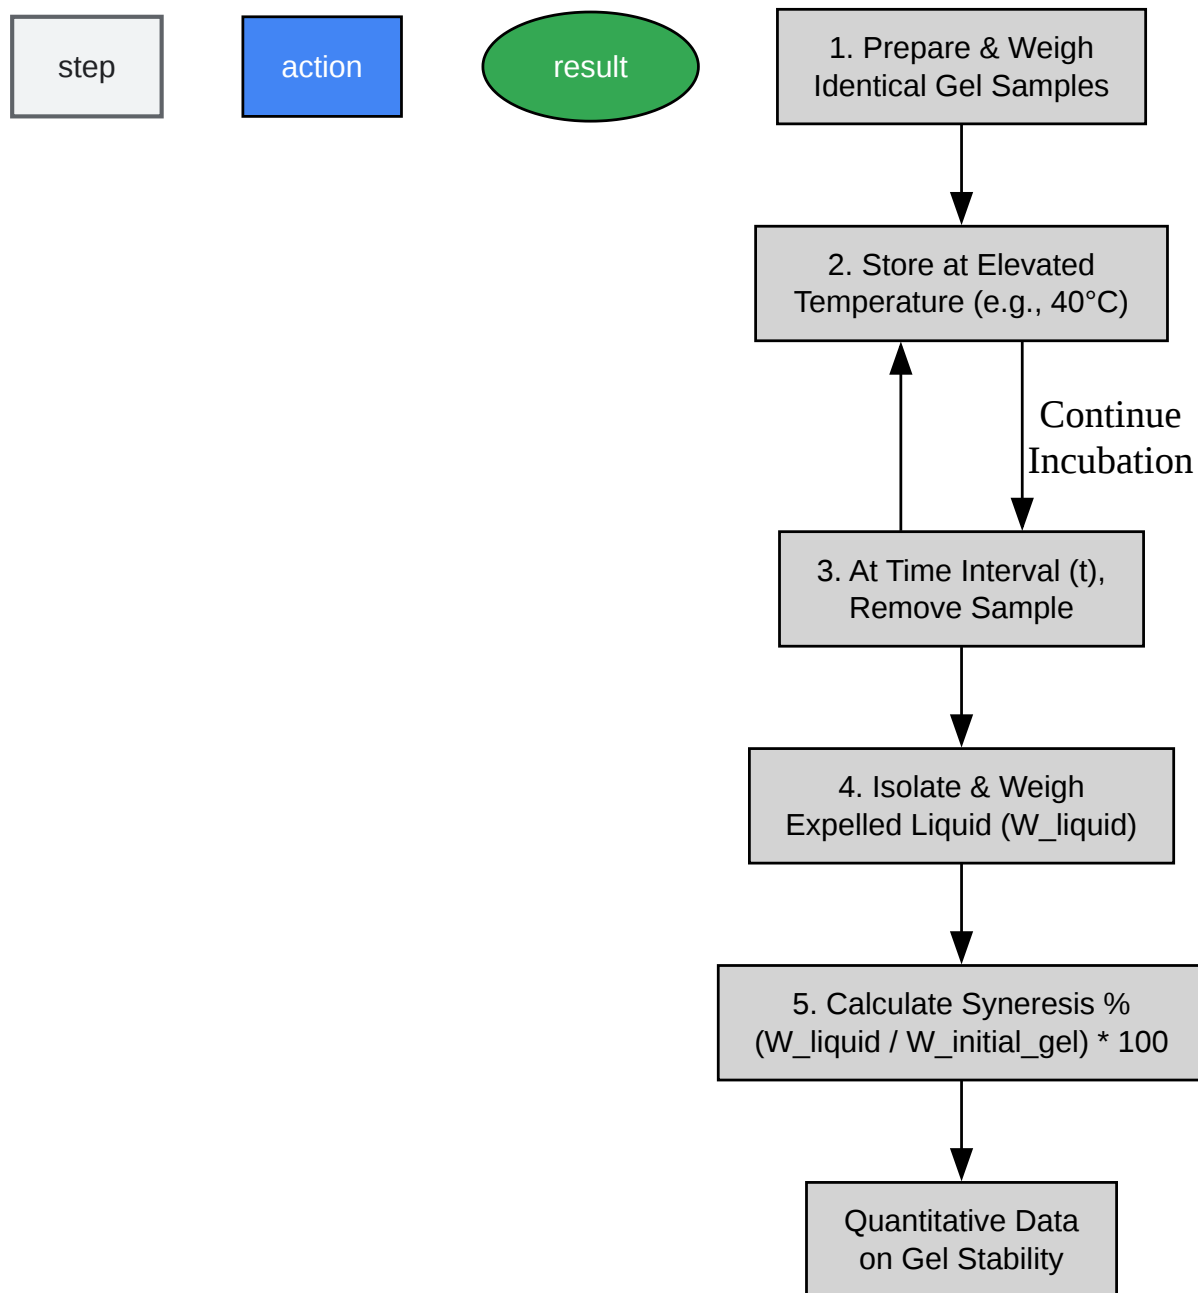 step
action
result
1. Prepare & Weigh
Identical Gel Samples
2. Store at Elevated
Temperature (e.g., 40°C)
Continue
Incubation
3. At Time Interval (t),
Remove Sample
4. Isolate & Weigh
Expelled Liquid (W_liquid)
5. Calculate Syneresis %
(W_liquid / W_initial_gel) * 100
Quantitative Data
on Gel Stability